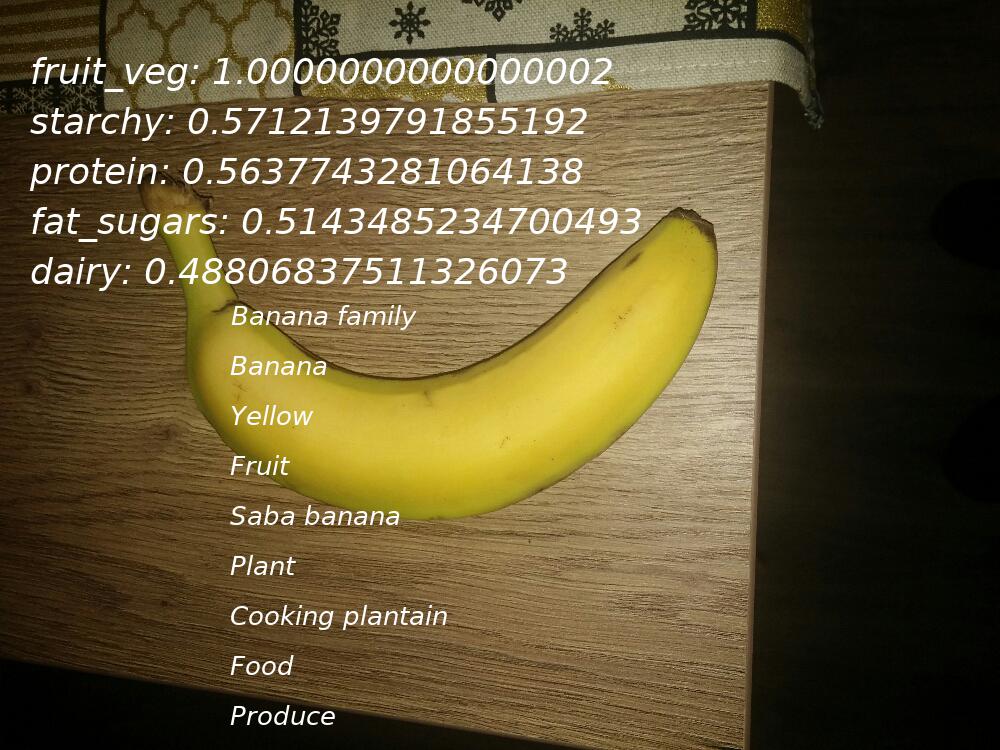 fruit_veg: 1.0000000000000002
starchy: 0.5712139791855192
protein: 0.5637743281064138
fat_sugars: 0.5143485234700493
dairy: 0.48806837511326073
Banana family
Banana
Yellow
Fruit
Saba banana
Plant
Cooking plantain
Food
Produce